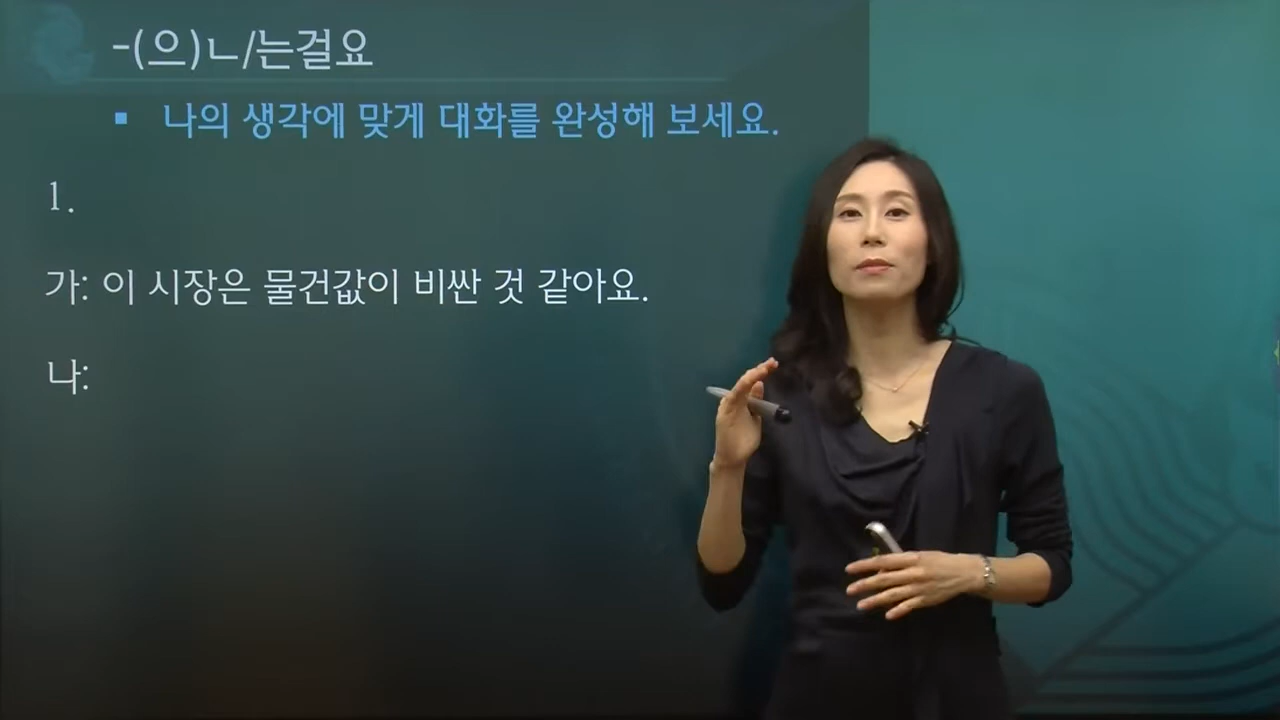 -(으)ㄴ/는걸요
▪ 나의 생각에 맞게 대화를 완성해 보세요.
1.
가: 이 시장은 물건값이 비싼 것 같아요.
나: